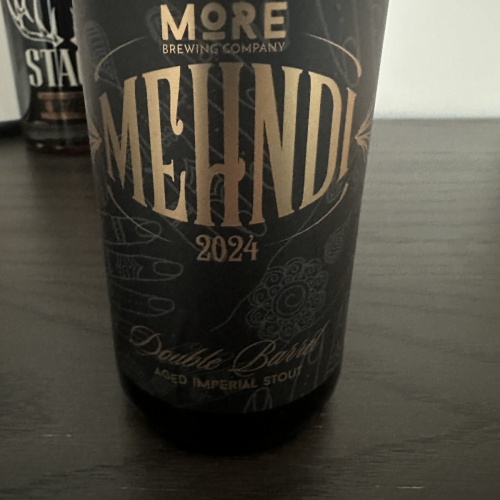 MORE
BREWING COMPANY
MEHNDI
2024
Double Barrel
AGED IMPERIAL STOUT
STA